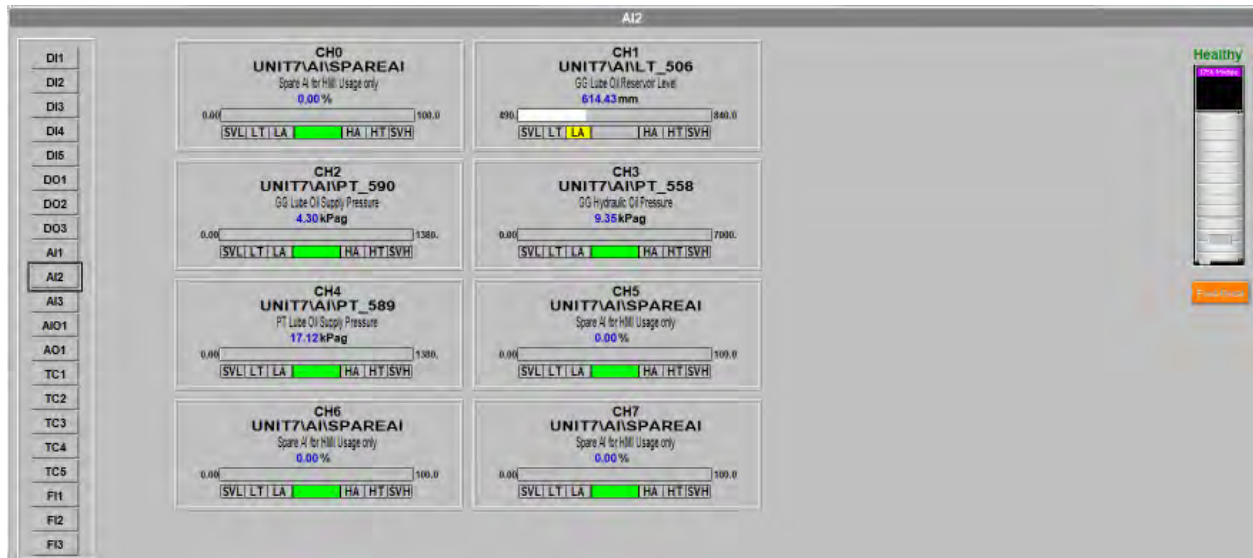 AI2
DI1
DI2
DI3
DI4
DI5
DO1
DO2
DO3
AI1
AI2
AI3
AIO1
AO1
TC1
TC2
TC3
TC4
TC5
FI1
FI2
FI3
CH0
UNIT7\AI\SPAREAI
Spare AI for HMI Usage only
0.00 %
0.00 100.0
SVL LT LA HA HT SVH
CH1
UNIT7\AI\LT_506
GG Lube Oil Reservoir Level
614.43 mm
490. 840.0
SVL LT LA HA HT SVH
CH2
UNIT7\AI\PT_590
GG Lube Oil Supply Pressure
4.30 kPag
0.00 1380.
SVL LT LA HA HT SVH
CH3
UNIT7\AI\PT_558
GG Hydraulic Oil Pressure
9.35 kPag
0.00 7000.
SVL LT LA HA HT SVH
CH4
UNIT7\AI\PT_589
PT Lube Oil Supply Pressure
17.12 kPag
0.00 1380.
SVL LT LA HA HT SVH
CH5
UNIT7\AI\SPAREAI
Spare AI for HMI Usage only
0.00 %
0.00 100.0
SVL LT LA HA HT SVH
CH6
UNIT7\AI\SPAREAI
Spare AI for HMI Usage only
0.00 %
0.00 100.0
SVL LT LA HA HT SVH
CH7
UNIT7\AI\SPAREAI
Spare AI for HMI Usage only
0.00 %
0.00 100.0
SVL LT LA HA HT SVH
Healthy